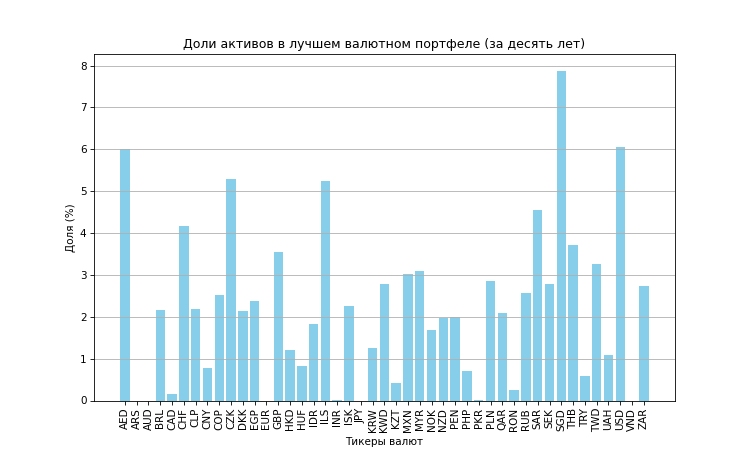 Доли активов в лучшем валютном портфеле (за десять лет)
Доля (%)
8
7
6
5
4
3
2
1
0
AED
ARS
AUD
BRL
CAD
CHF
CLP
CNY
COP
CZK
DKK
EGP
EUR
GBP
HKD
HUF
IDR
ILS
INR
ISK
JPY
KRW
KWD
KZT
MXN
MYR
NOK
NZD
PEN
PHP
PKR
PLN
QAR
RON
RUB
SAR
SEK
SGD
THB
TRY
TWD
UAH
USD
VND
ZAR
Тикеры валют